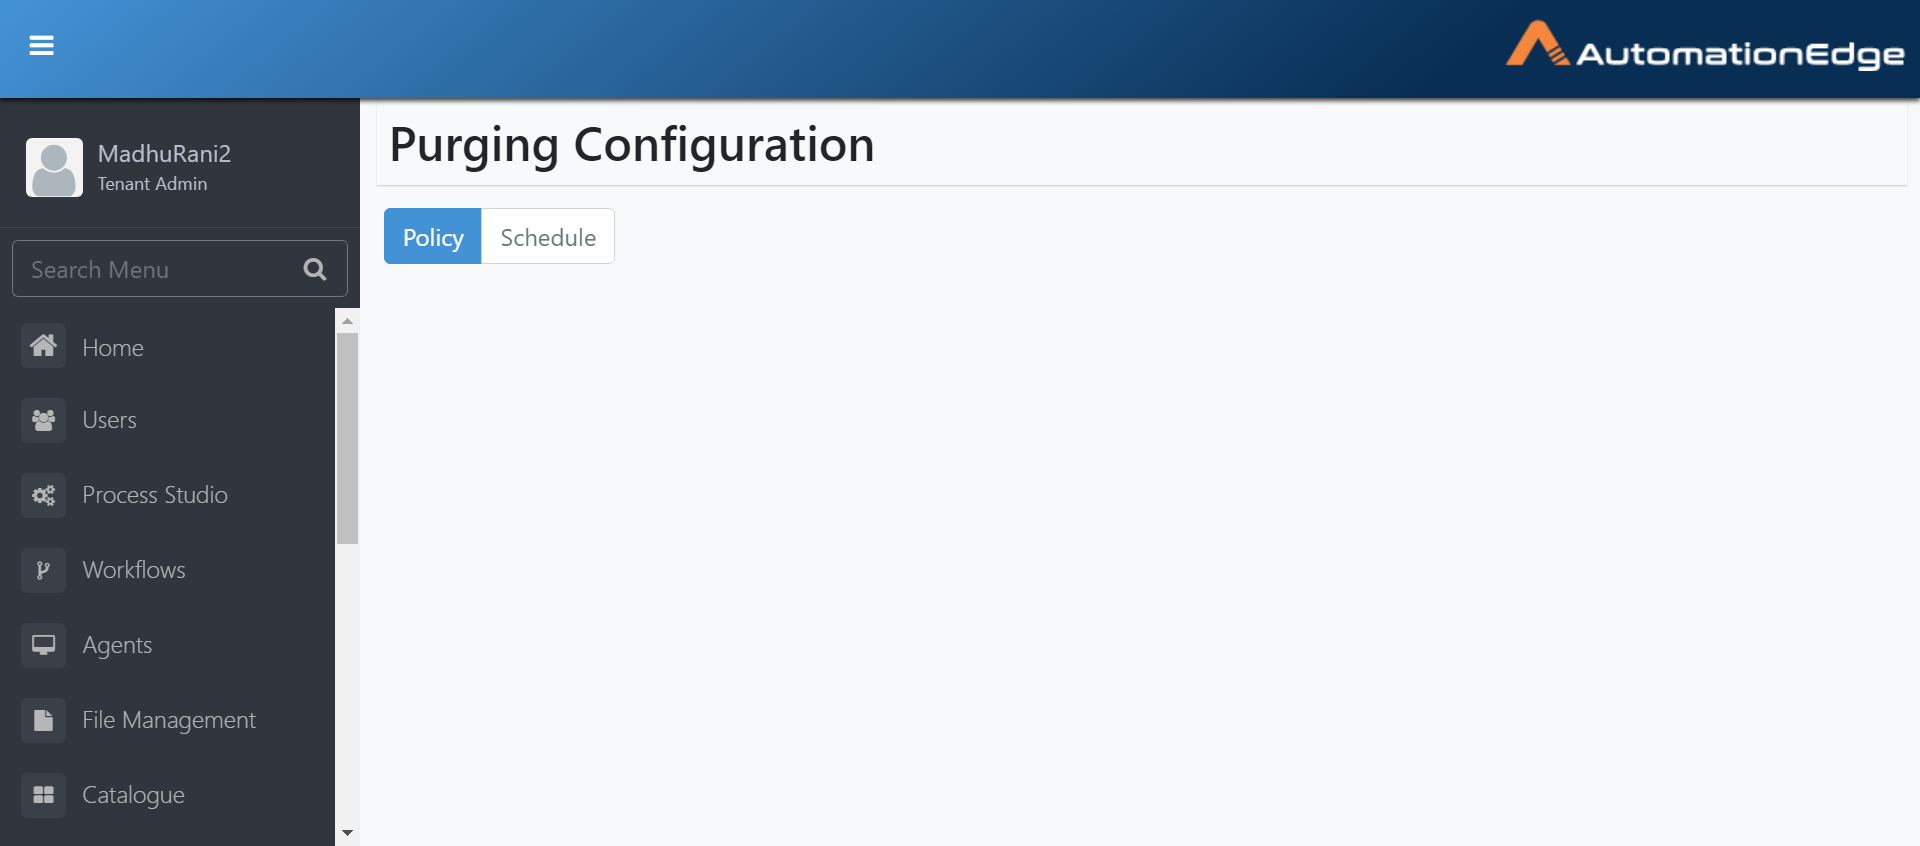 AutomationEdge
MadhuRani2
Tenant Admin
Search Menu
Home
Users
Process Studio
Workflows
Agents
File Management
Catalogue
Purging Configuration
Policy
Schedule